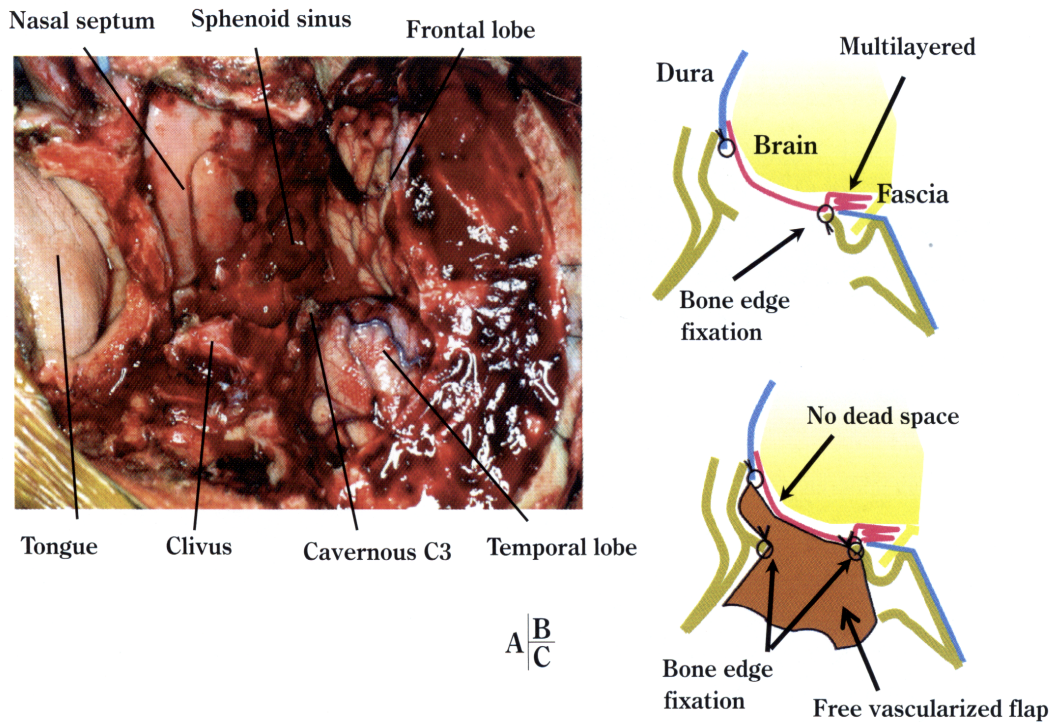 Nasal septum
Sphenoid sinus
Frontal lobe
Tongue
Clivus
Cavernous C3
Temporal lobe
A B
C
Multilayered
Dura
Brain
Fascia
Bone edge
fixation
No dead space
Bone edge
fixation
Free vascularized flap